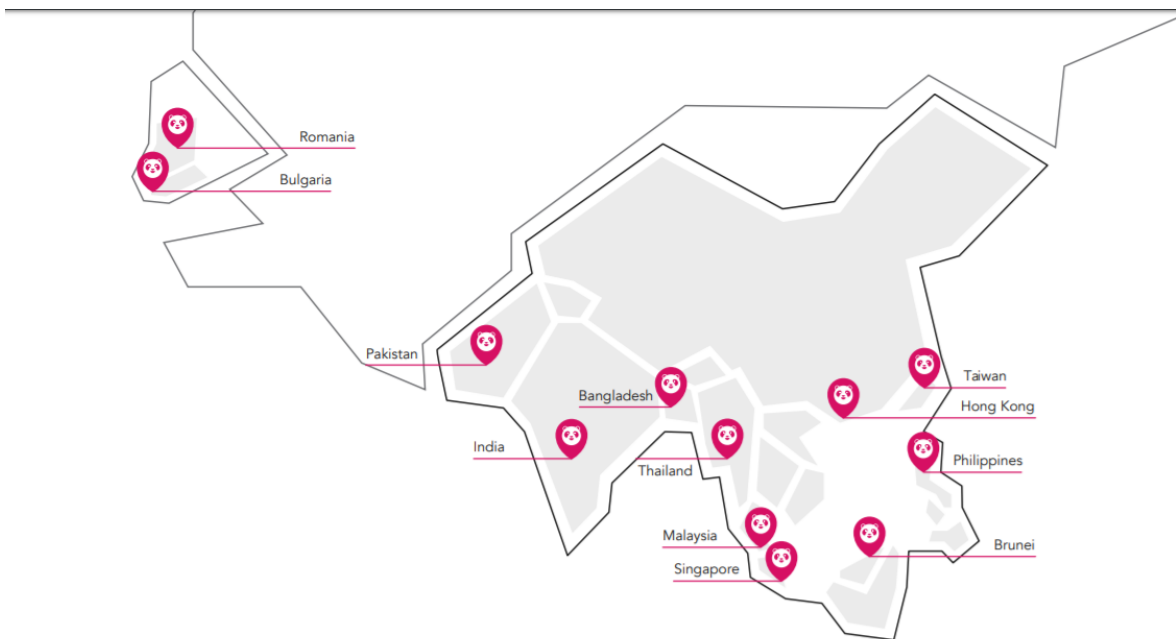 Romania
Bulgaria
Pakistan
Taiwan
Bangladesh
Hong Kong
India
Philippines
Thailand
Malaysia
Brunei
Singapore